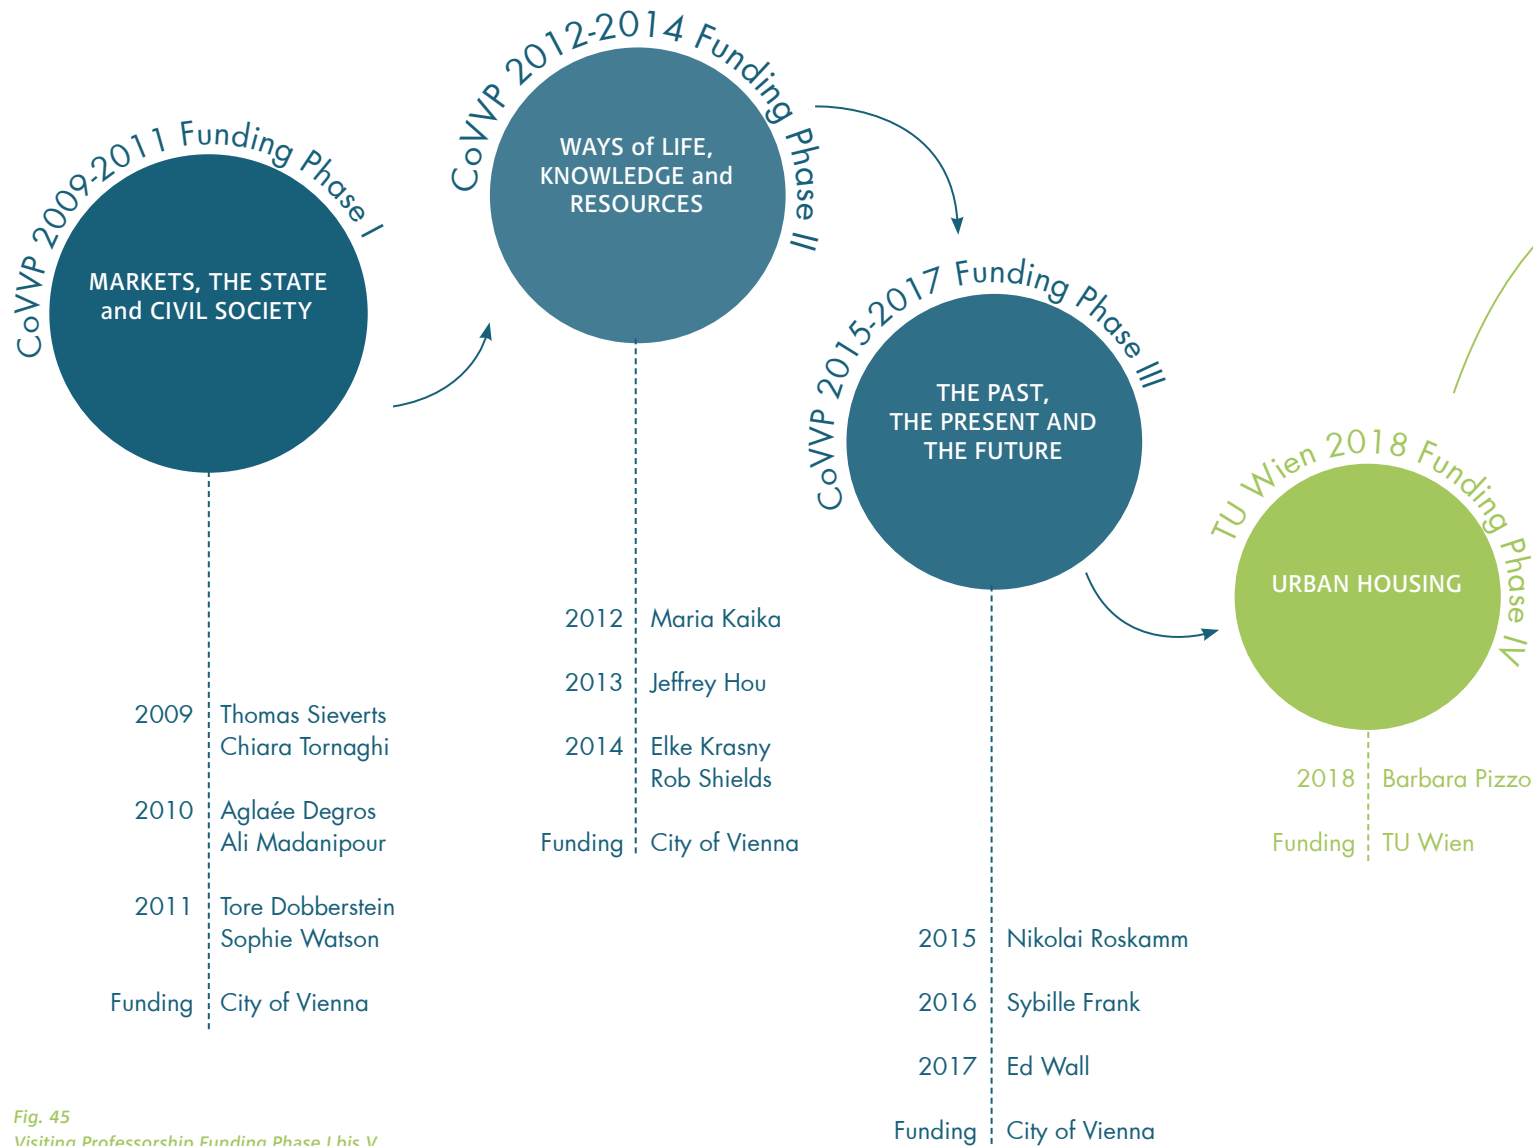 CoVVP 2009-2011 Funding Phase I
MARKETS, THE STATE
and CIVIL SOCIETY
2009 Thomas Sieverts
Chiara Tornaghi
2010 Aglaée Degros
Ali Madanipour
2011 Tore Dobberstein
Sophie Watson
Funding City of Vienna
CoVVP 2012-2014 Funding Phase II
WAYS of LIFE,
KNOWLEDGE and
RESOURCES
2012 Maria Kaika
2013 Jeffrey Hou
2014 Elke Krasny
Rob Shields
Funding City of Vienna
CoVVP 2015-2017 Funding Phase III
THE PAST,
THE PRESENT AND
THE FUTURE
2015 Nikolai Roskamm
2016 Sybille Frank
2017 Ed Wall
Funding City of Vienna
TU Wien 2018 Funding Phase IV
URBAN HOUSING
2018 Barbara Pizzo
Funding TU Wien
Fig. 45
Visiting Professorship Funding Phase I bis V